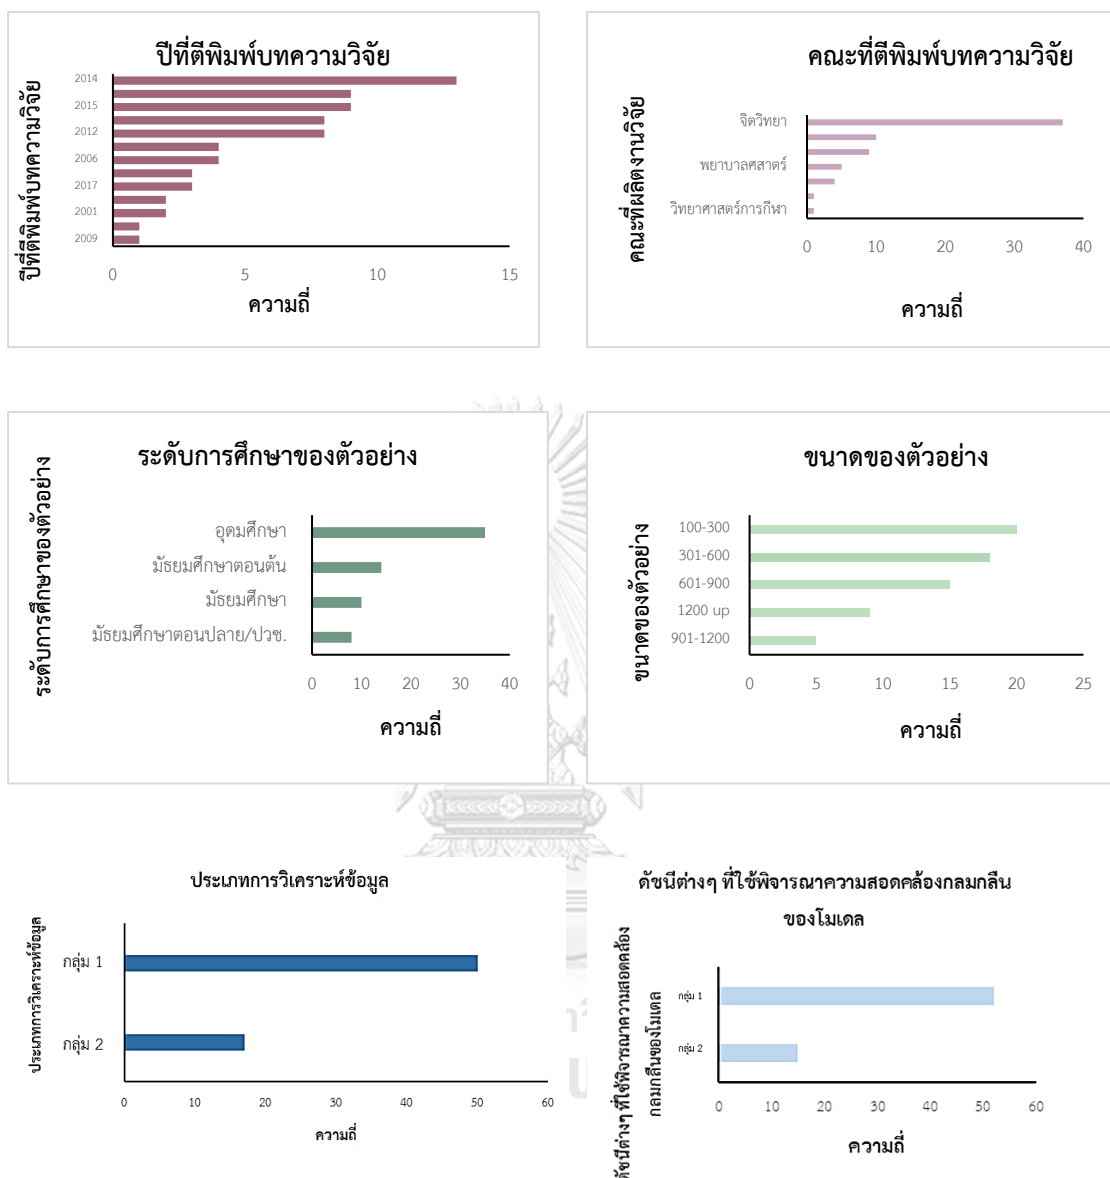 ปีที่ตีพิมพ์บทความวิจัย
ปีที่ตีพิมพ์บทความวิจัย
2014
2015
2012
2006
2017
2001
2009
0 5 10 15
ความถี่
คณะที่ตีพิมพ์บทความวิจัย
คณะที่ผลิตงานวิจัย
จิตวิทยา
พยาบาลศสาตร์
วิทยาศาสตร์การกีฬา
0 10 20 30 40
ความถี่
ระดับการศึกษาของตัวอย่าง
ระดับการศึกษาของตัวอย่าง
อุดมศึกษา
มัธยมศึกษาตอนต้น
มัธยมศึกษา
มัธยมศึกษาตอนปลาย/ปวช.
0 10 20 30 40
ความถี่
ขนาดของตัวอย่าง
ขนาดของตัวอย่าง
100-300
301-600
601-900
1200 up
901-1200
0 5 10 15 20 25
ความถี่
ประเภทการวิเคราะห์ข้อมูล
ประเภทการวิเคราะห์ข้อมูล
กลุ่ม 1
กลุ่ม 2
0 10 20 30 40 50 60
ความถี่
ดัชนีต่างๆ ที่ใช้พิจารณาความสอดคล้องกลมกลืน
ของโมเดล
ดัชนีต่างๆ ที่ใช้พิจารณาความสอดคล้อง
กลมกลืนของโมเดล
กลุ่ม 1
กลุ่ม 2
0 10 20 30 40 50 60
ความถี่